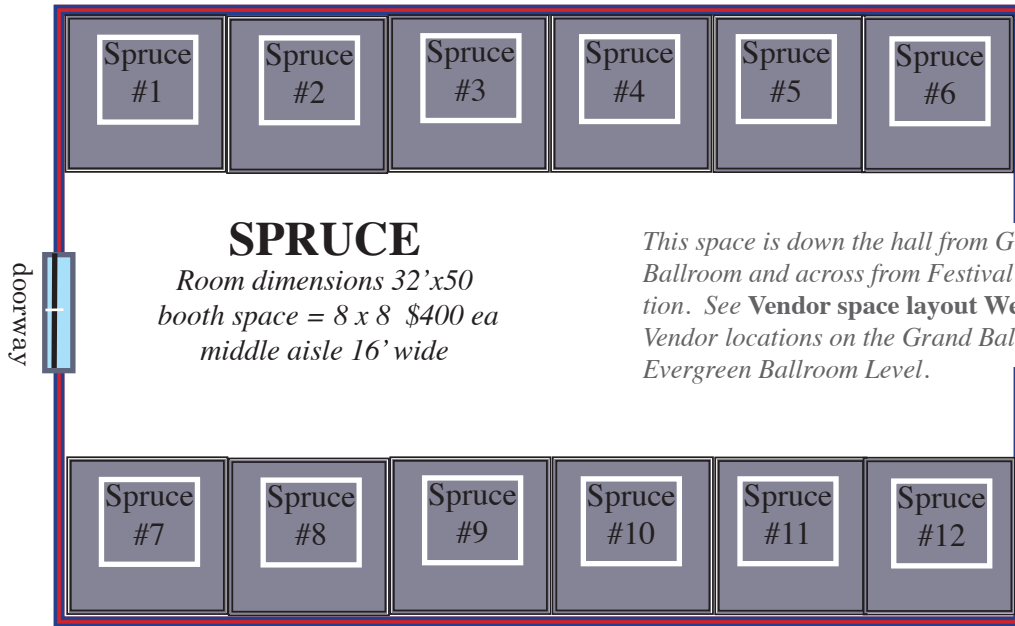 Spruce
#1
Spruce
#2
Spruce
#3
Spruce
#4
Spruce
#5
Spruce
#6
doorway
SPRUCE
Room dimensions 32'x50
booth space = 8 x 8 $400 ea
middle aisle 16' wide
This space is down the hall from
Ballroom and across from Festival
tion. See Vendor space layout
Vendor locations on the Grand
Evergreen Ballroom Level.
Spruce
#7
Spruce
#8
Spruce
#9
Spruce
#10
Spruce
#11
Spruce
#12